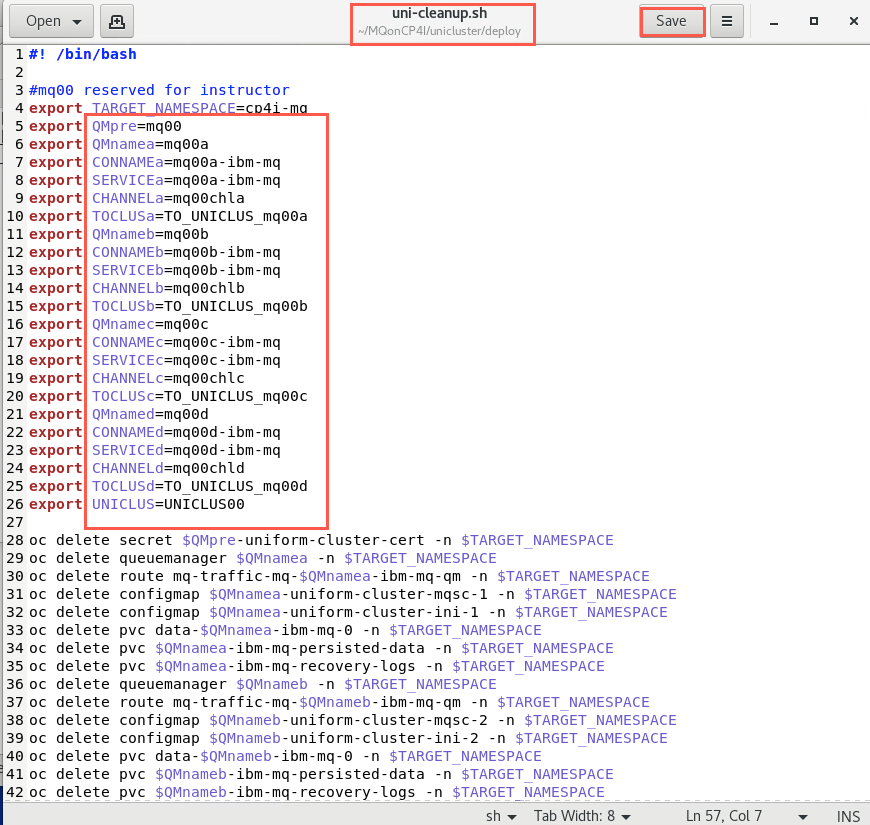 Open
uni-cleanup.sh
~/MQonCP4I/unicluster/deploy
Save
1 #! /bin/bash
2
3 #mq00 reserved for instructor
4 export TARGET_NAMESPACE=cp4i-mq
5 export QMpre=mq00
6 export QMnamea=mq00a
7 export CONNAMEa=mq00a-ibm-mq
8 export SERVICEa=mq00a-ibm-mq
9 export CHANNELa=mq00chla
10 export TOCLUSa=TO_UNICLUS_mq00a
11 export QMnameb=mq00b
12 export CONNAMEb=mq00b-ibm-mq
13 export SERVICEb=mq00b-ibm-mq
14 export CHANNELb=mq00chlb
15 export TOCLUSb=TO_UNICLUS_mq00b
16 export QMnamec=mq00c
17 export CONNAMEc=mq00c-ibm-mq
18 export SERVICEc=mq00c-ibm-mq
19 export CHANNELc=mq00chlc
20 export TOCLUSc=TO_UNICLUS_mq00c
21 export QMnamed=mq00d
22 export CONNAMEd=mq00d-ibm-mq
23 export SERVICEd=mq00d-ibm-mq
24 export CHANNELd=mq00chld
25 export TOCLUSd=TO_UNICLUS_mq00d
26 export UNICLUS=UNICLUS00
27
28 oc delete secret $QMpre-uniform-cluster-cert -n $TARGET_NAMESPACE
29 oc delete queuemanager $QMnamea -n $TARGET_NAMESPACE
30 oc delete route mq-traffic-mq-$QMnamea-ibm-mq-qm -n $TARGET_NAMESPACE
31 oc delete configmap $QMnamea-uniform-cluster-mqsc-1 -n $TARGET_NAMESPACE
32 oc delete configmap $QMnamea-uniform-cluster-ini-1 -n $TARGET_NAMESPACE
33 oc delete pvc data-$QMnamea-ibm-mq-0 -n $TARGET_NAMESPACE
34 oc delete pvc $QMnamea-ibm-mq-persisted-data -n $TARGET_NAMESPACE
35 oc delete pvc $QMnamea-ibm-mq-recovery-logs -n $TARGET_NAMESPACE
36 oc delete queuemanager $QMnameb -n $TARGET_NAMESPACE
37 oc delete route mq-traffic-mq-$QMnameb-ibm-mq-qm -n $TARGET_NAMESPACE
38 oc delete configmap $QMnameb-uniform-cluster-mqsc-2 -n $TARGET_NAMESPACE
39 oc delete configmap $QMnameb-uniform-cluster-ini-2 -n $TARGET_NAMESPACE
40 oc delete pvc data-$QMnameb-ibm-mq-0 -n $TARGET_NAMESPACE
41 oc delete pvc $QMnameb-ibm-mq-persisted-data -n $TARGET_NAMESPACE
42 oc delete pvc $QMnameb-ibm-mq-recovery-logs -n $TARGET_NAMESPACE
sh Tab Width: 8 Ln 57, Col 7 INS